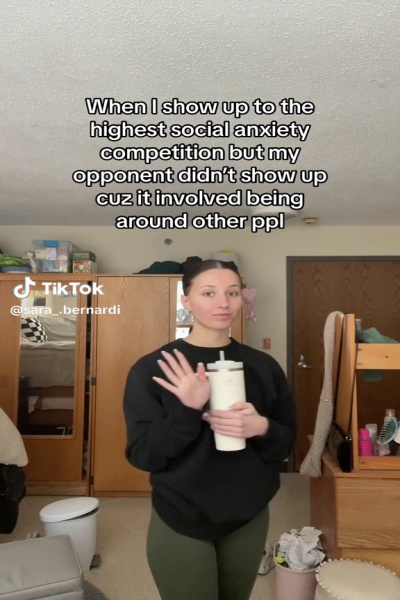 When I show up to the
highest social anxiety
competition but my
opponent didn't show up
cuz it involved being
around other ppl
TikTok
@sara_.bernardi